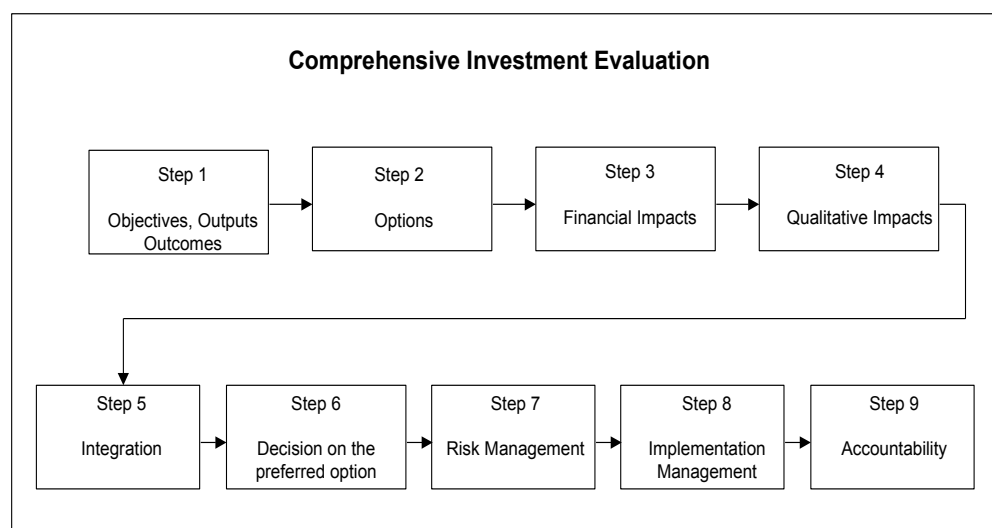 Comprehensive Investment Evaluation
Step 1
Objectives, Outputs
Outcomes
Step 2
Options
Step 3
Financial Impacts
Step 4
Qualitative Impacts
Step 5
Integration
Step 6
Decision on the
preferred option
Step 7
Risk Management
Step 8
Implementation
Management
Step 9
Accountability